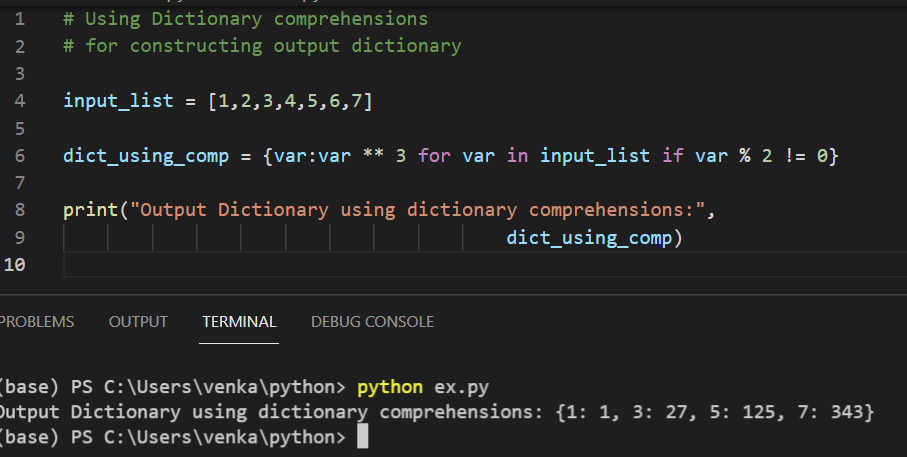 1 # Using Dictionary comprehensions
2 # for constructing output dictionary
3
4 input_list = [1,2,3,4,5,6,7]
5
6 dict_using_comp = {var:var ** 3 for var in input_list if var % 2 != 0}
7
8 print("Output Dictionary using dictionary comprehensions:",
9 dict_using_comp)
10
PROBLEMS OUTPUT TERMINAL DEBUG CONSOLE
(base) PS C:\Users\venka\python> python ex.py
Output Dictionary using dictionary comprehensions: {1: 1, 3: 27, 5: 125, 7: 343}
(base) PS C:\Users\venka\python>